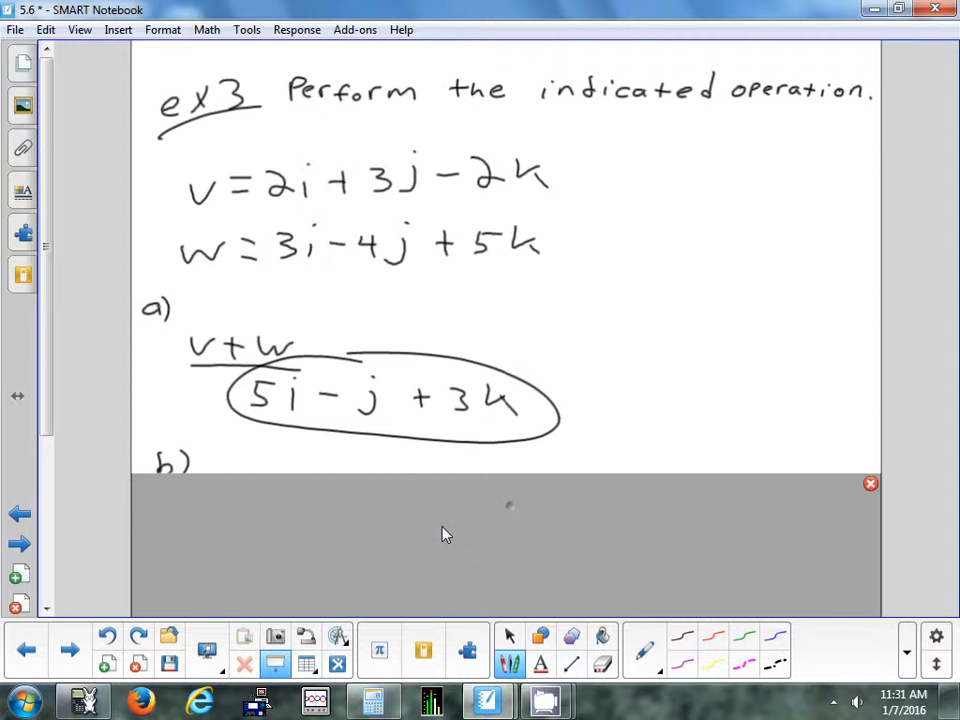 5.6 * - SMART Notebook
File Edit View Insert Format Math Tools Response Add-ons Help
ex3 Perform the indicated operation.
v = 2i + 3j - 2k
w = 3i - 4j + 5k
a)
v + w
5i - j + 3k
b)
11:31 AM
1/7/2016